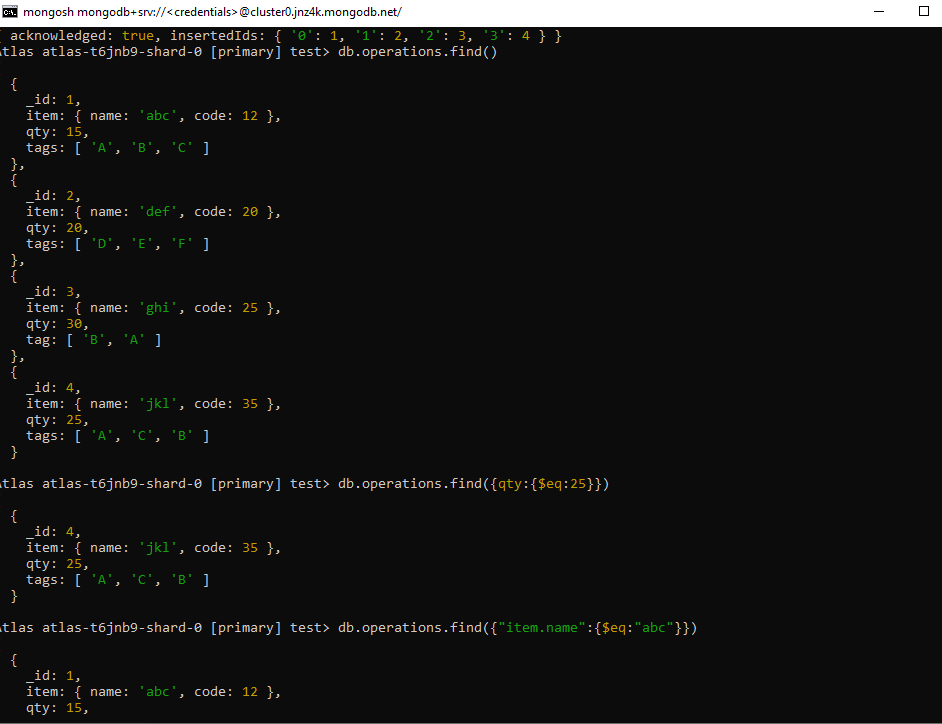 mongosh mongodb+srv://<credentials>@cluster0.jnz4k.mongodb.net/
{ acknowledged: true, insertedIds: { '0': 1, '1': 2, '2': 3, '3': 4 } }
Atlas atlas-t6jnb9-shard-0 [primary] test> db.operations.find()
{
_id: 1,
item: { name: 'abc', code: 12 },
qty: 15,
tags: [ 'A', 'B', 'C' ]
},
{
_id: 2,
item: { name: 'def', code: 20 },
qty: 20,
tags: [ 'D', 'E', 'F' ]
},
{
_id: 3,
item: { name: 'ghi', code: 25 },
qty: 30,
tag: [ 'B', 'A' ]
},
{
_id: 4,
item: { name: 'jkl', code: 35 },
qty: 25,
tags: [ 'A', 'C', 'B' ]
}
Atlas atlas-t6jnb9-shard-0 [primary] test> db.operations.find({qty:{$eq:25}})
{
_id: 4,
item: { name: 'jkl', code: 35 },
qty: 25,
tags: [ 'A', 'C', 'B' ]
}
Atlas atlas-t6jnb9-shard-0 [primary] test> db.operations.find({"item.name":{$eq:"abc"}})
{
_id: 1,
item: { name: 'abc', code: 12 },
qty: 15,